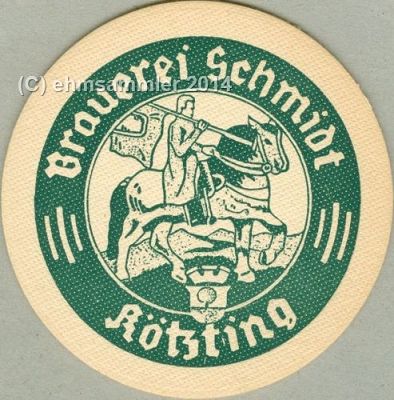 Brauerei Schmidt
(C) ehmsammler 2014
Kötzting